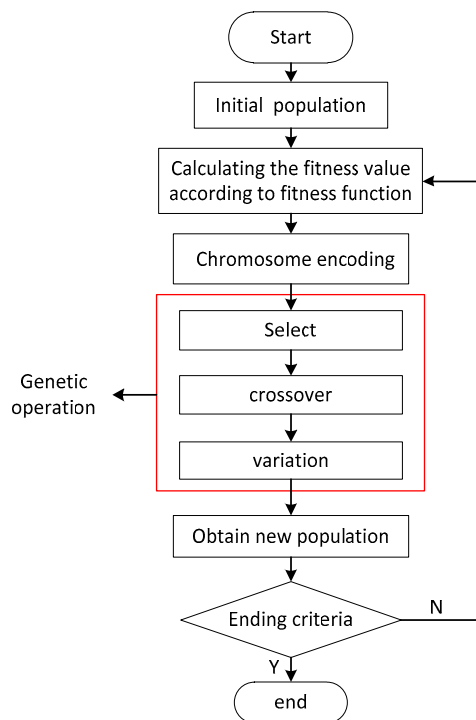 Start
Initial population
Calculating the fitness value
according to fitness function
Chromosome encoding
Select
Genetic
operation
crossover
variation
Obtain new population
Ending criteria
N
Y
end